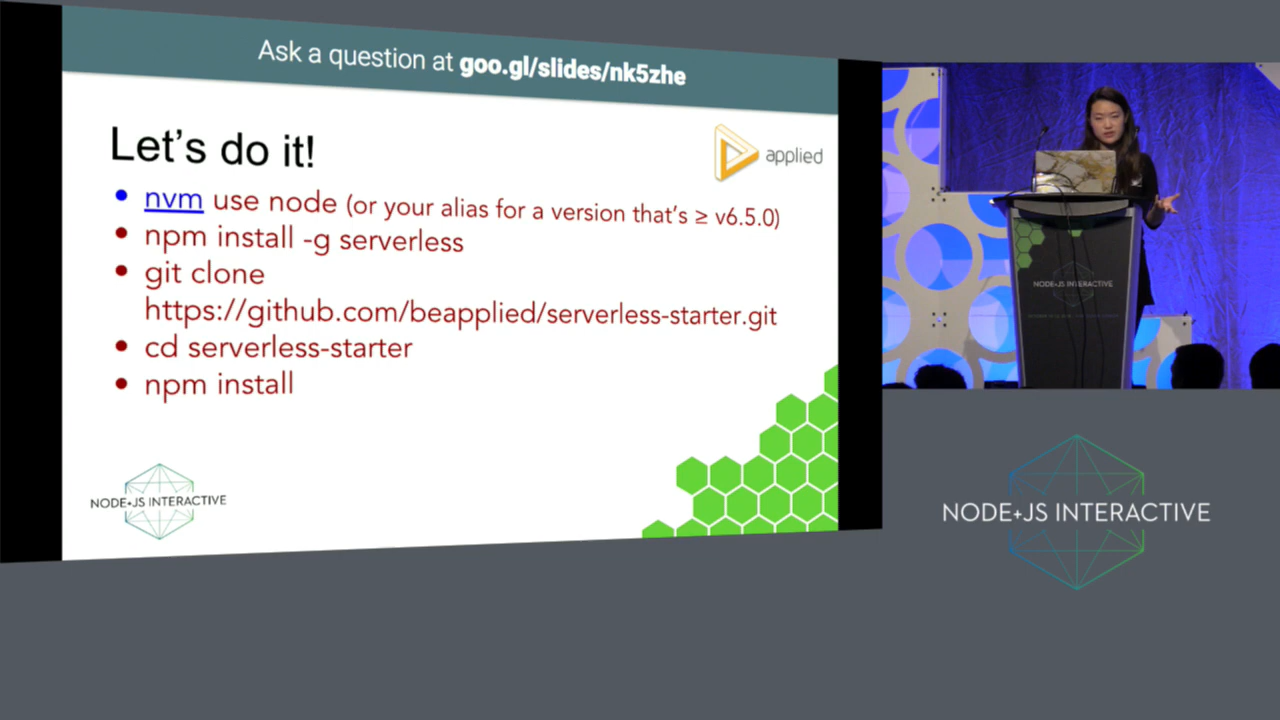 Ask a question at goo.gl/slides/nk5zhe
Let's do it!
applied
• nvm use node (or your alias for a version that's ≥ v6.5.0)
• npm install -g serverless
• git clone
https://github.com/beapplied/serverless-starter.git
• cd serverless-starter
• npm install
NODE+JS INTERACTIVE
NODE+JS INTERACTIVE
NODE+JS INTERACTIVE